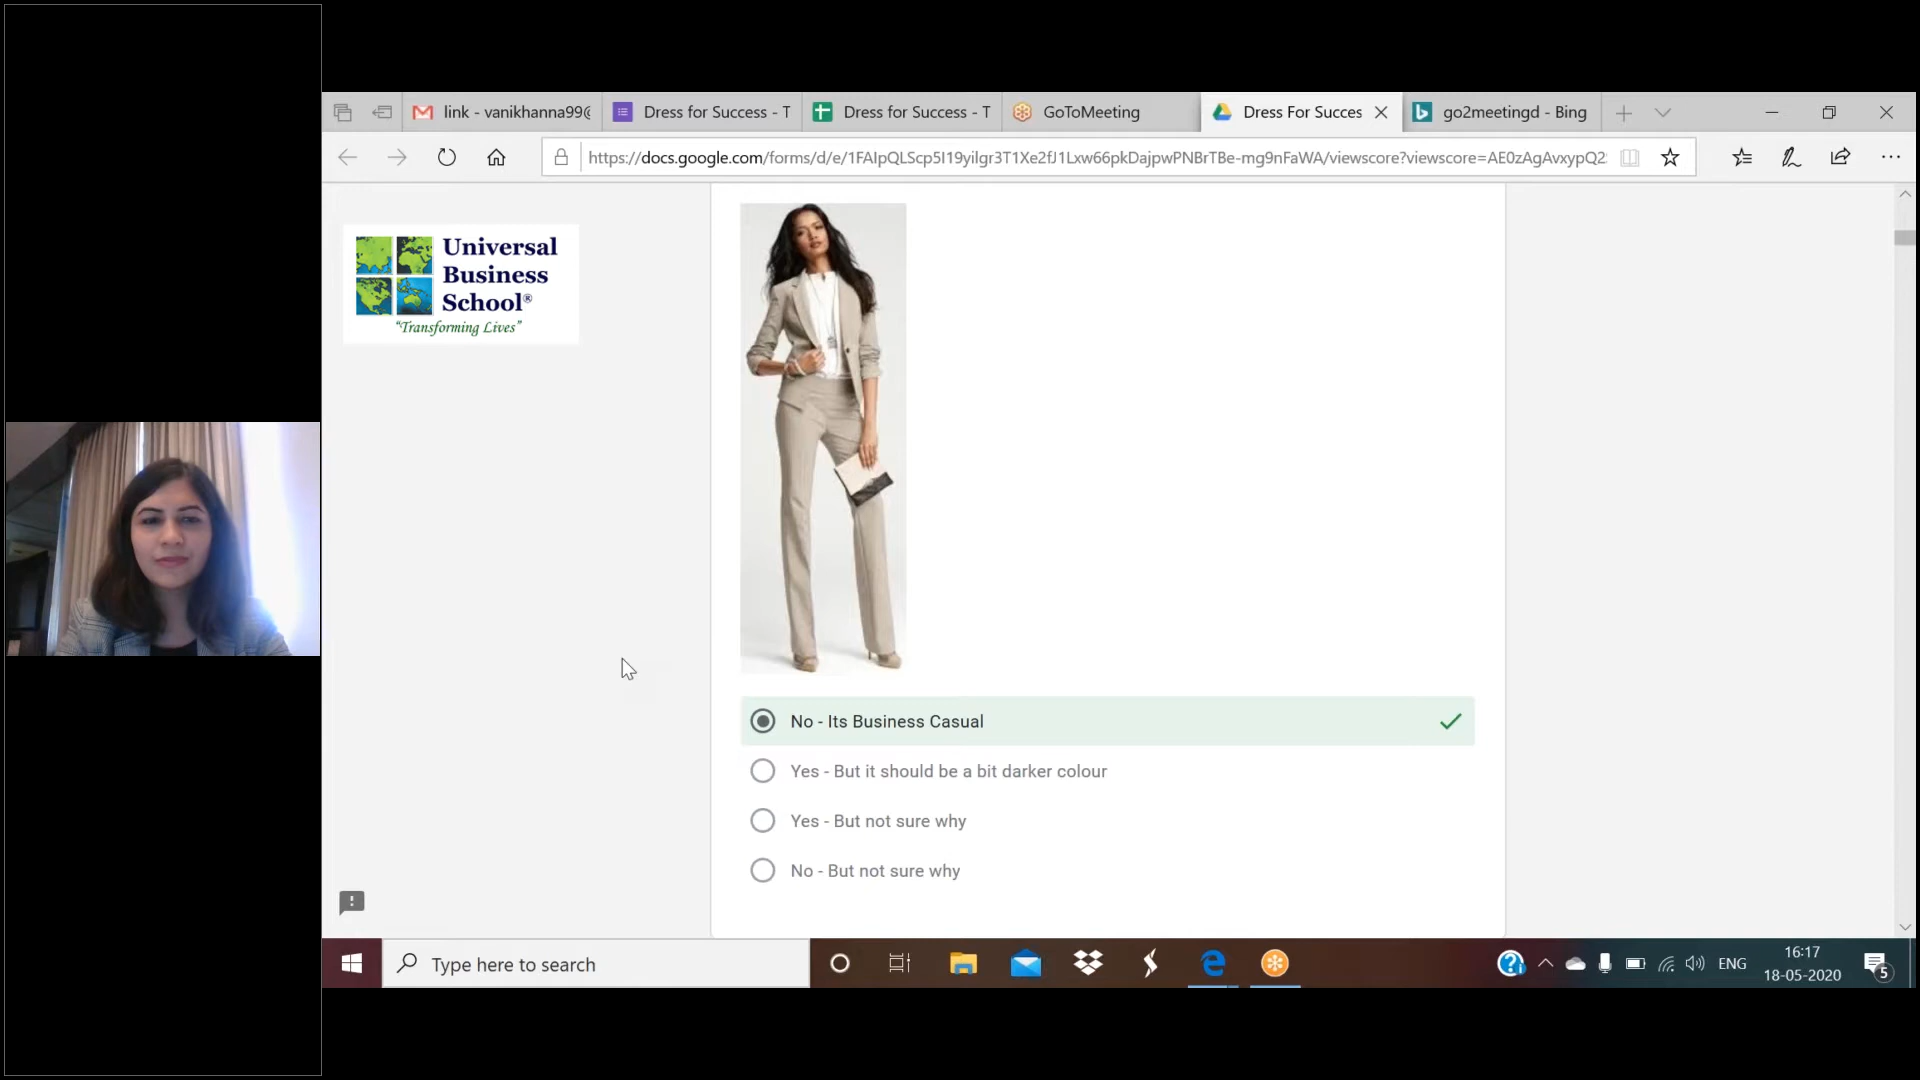 link - vanikhanna99@
Dress for Success - T
Dress for Success - T
GoToMeeting
Dress For Succes
go2meetingd - Bing
https://docs.google.com/forms/d/e/1FAIpQLScp5I19yilgr3T1Xe2fJ1Lxw66pkDajpwPNBrTBe-mg9nFaWA/viewscore?viewscore=AE0zAgAvxypQ2
Universal
Business
School®
"Transforming Lives"
No - Its Business Casual
Yes - But it should be a bit darker colour
Yes - But not sure why
No - But not sure why
Type here to search
ENG
16:17
18-05-2020
5